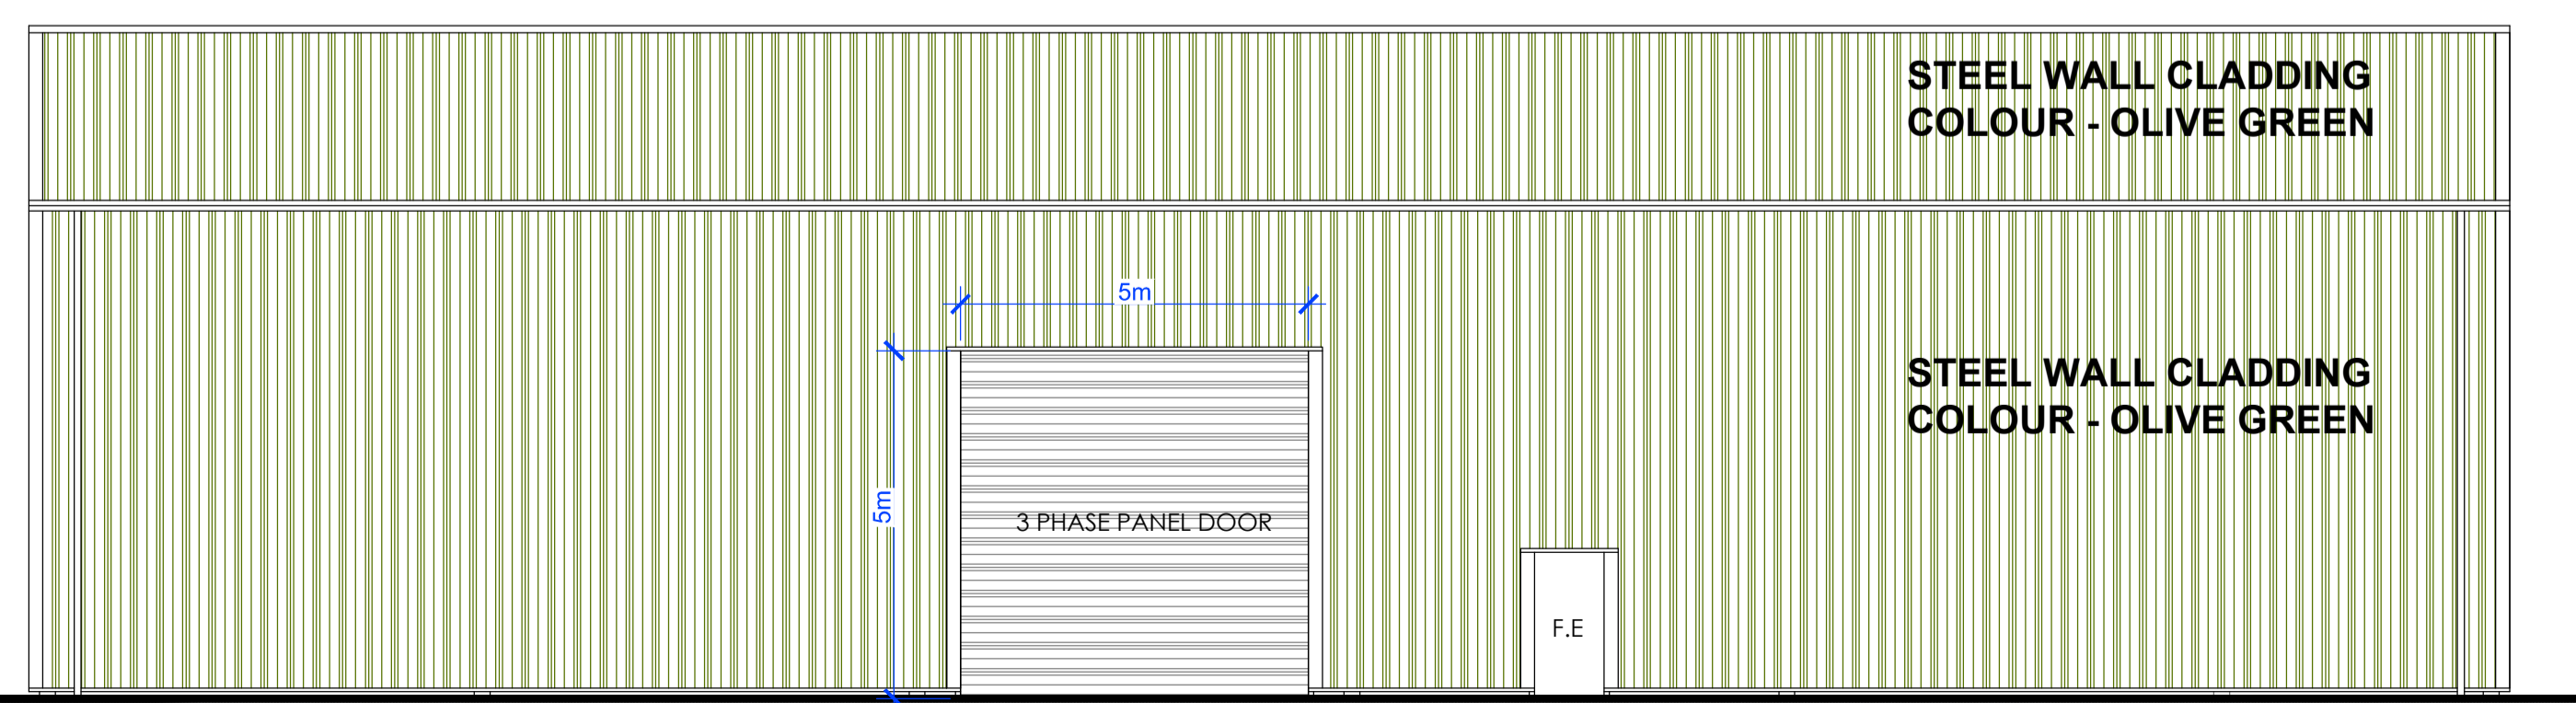 STEEL WALL CLADDING
COLOUR - OLIVE GREEN
5m
STEEL WALL CLADDING
COLOUR - OLIVE GREEN
5m
3 PHASE PANEL DOOR
F.E